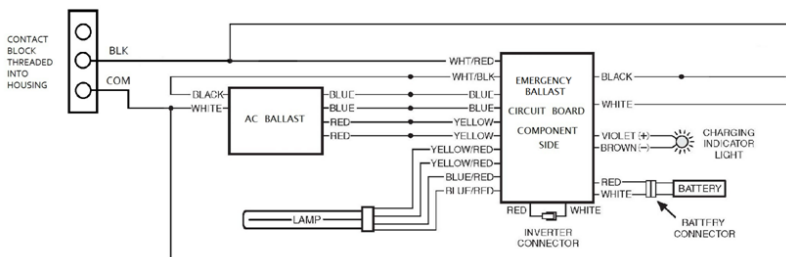 CONTACT
BLOCK
THREADED
INTO
HOUSING
BLK
COM
BLACK
WHITE
AC BALLAST
BLUE
BLUE
RED
RED
WHT/RED
WHT/BLK
BLUE
BLUE
YELLOW
YELLOW
YELLOW/RED
YELLOW/RED
BLUE/RED
BLUE/RED
LAMP
EMERGENCY
BALLAST
CIRCUIT BOARD
COMPONENT
SIDE
BLACK
WHITE
VIOLET (+)
BROWN (-)
CHARGING
INDICATOR
LIGHT
RED
WHITE
BATTERY
BATTERY
CONNECTOR
RED
WHITE
INVERTER
CONNECTOR